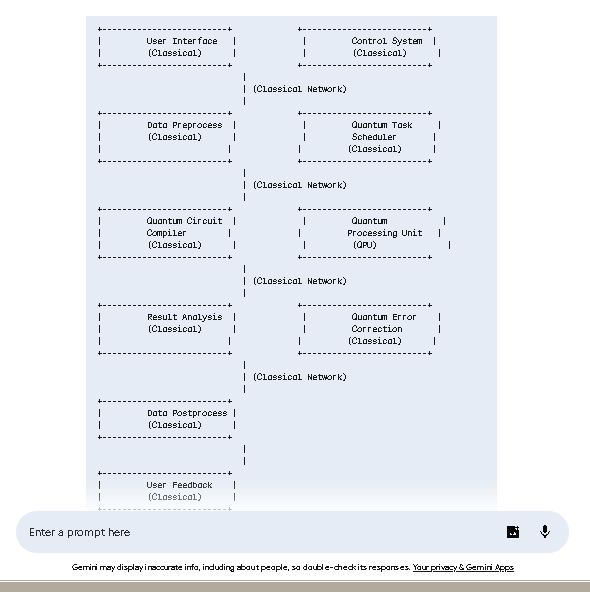 +-----------------------+            +-----------------------+
|        User Interface   |            |        Control System  |
|        (Classical)      |            |        (Classical)      |
+-----------------------+            +-----------------------+
|
| (Classical Network)
|
+-----------------------+            +-----------------------+
|        Data Preprocess  |            |        Quantum Task     |
|        (Classical)      |            |        Scheduler       |
|                        |            |       (Classical)      |
+-----------------------+            +-----------------------+
|
| (Classical Network)
|
+-----------------------+            +-----------------------+
|        Quantum Circuit  |            |        Quantum          |
|        Compiler         |            |       Processing Unit   |
|        (Classical)      |            |        (QPU)             |
+-----------------------+            +-----------------------+
|
| (Classical Network)
|
+-----------------------+            +-----------------------+
|        Result Analysis  |            |        Quantum Error    |
|        (Classical)      |            |        Correction      |
|                        |            |       (Classical)      |
+-----------------------+            +-----------------------+
|
| (Classical Network)
|
+-----------------------+
|        Data Postprocess |
|        (Classical)      |
+-----------------------+
|
|
+-----------------------+
|        User Feedback    |
|        (Classical)      |
+-----------------------+
Enter a prompt here
Gemini may display inaccurate info, including about people, so double-check its responses. Your privacy & Gemini Apps